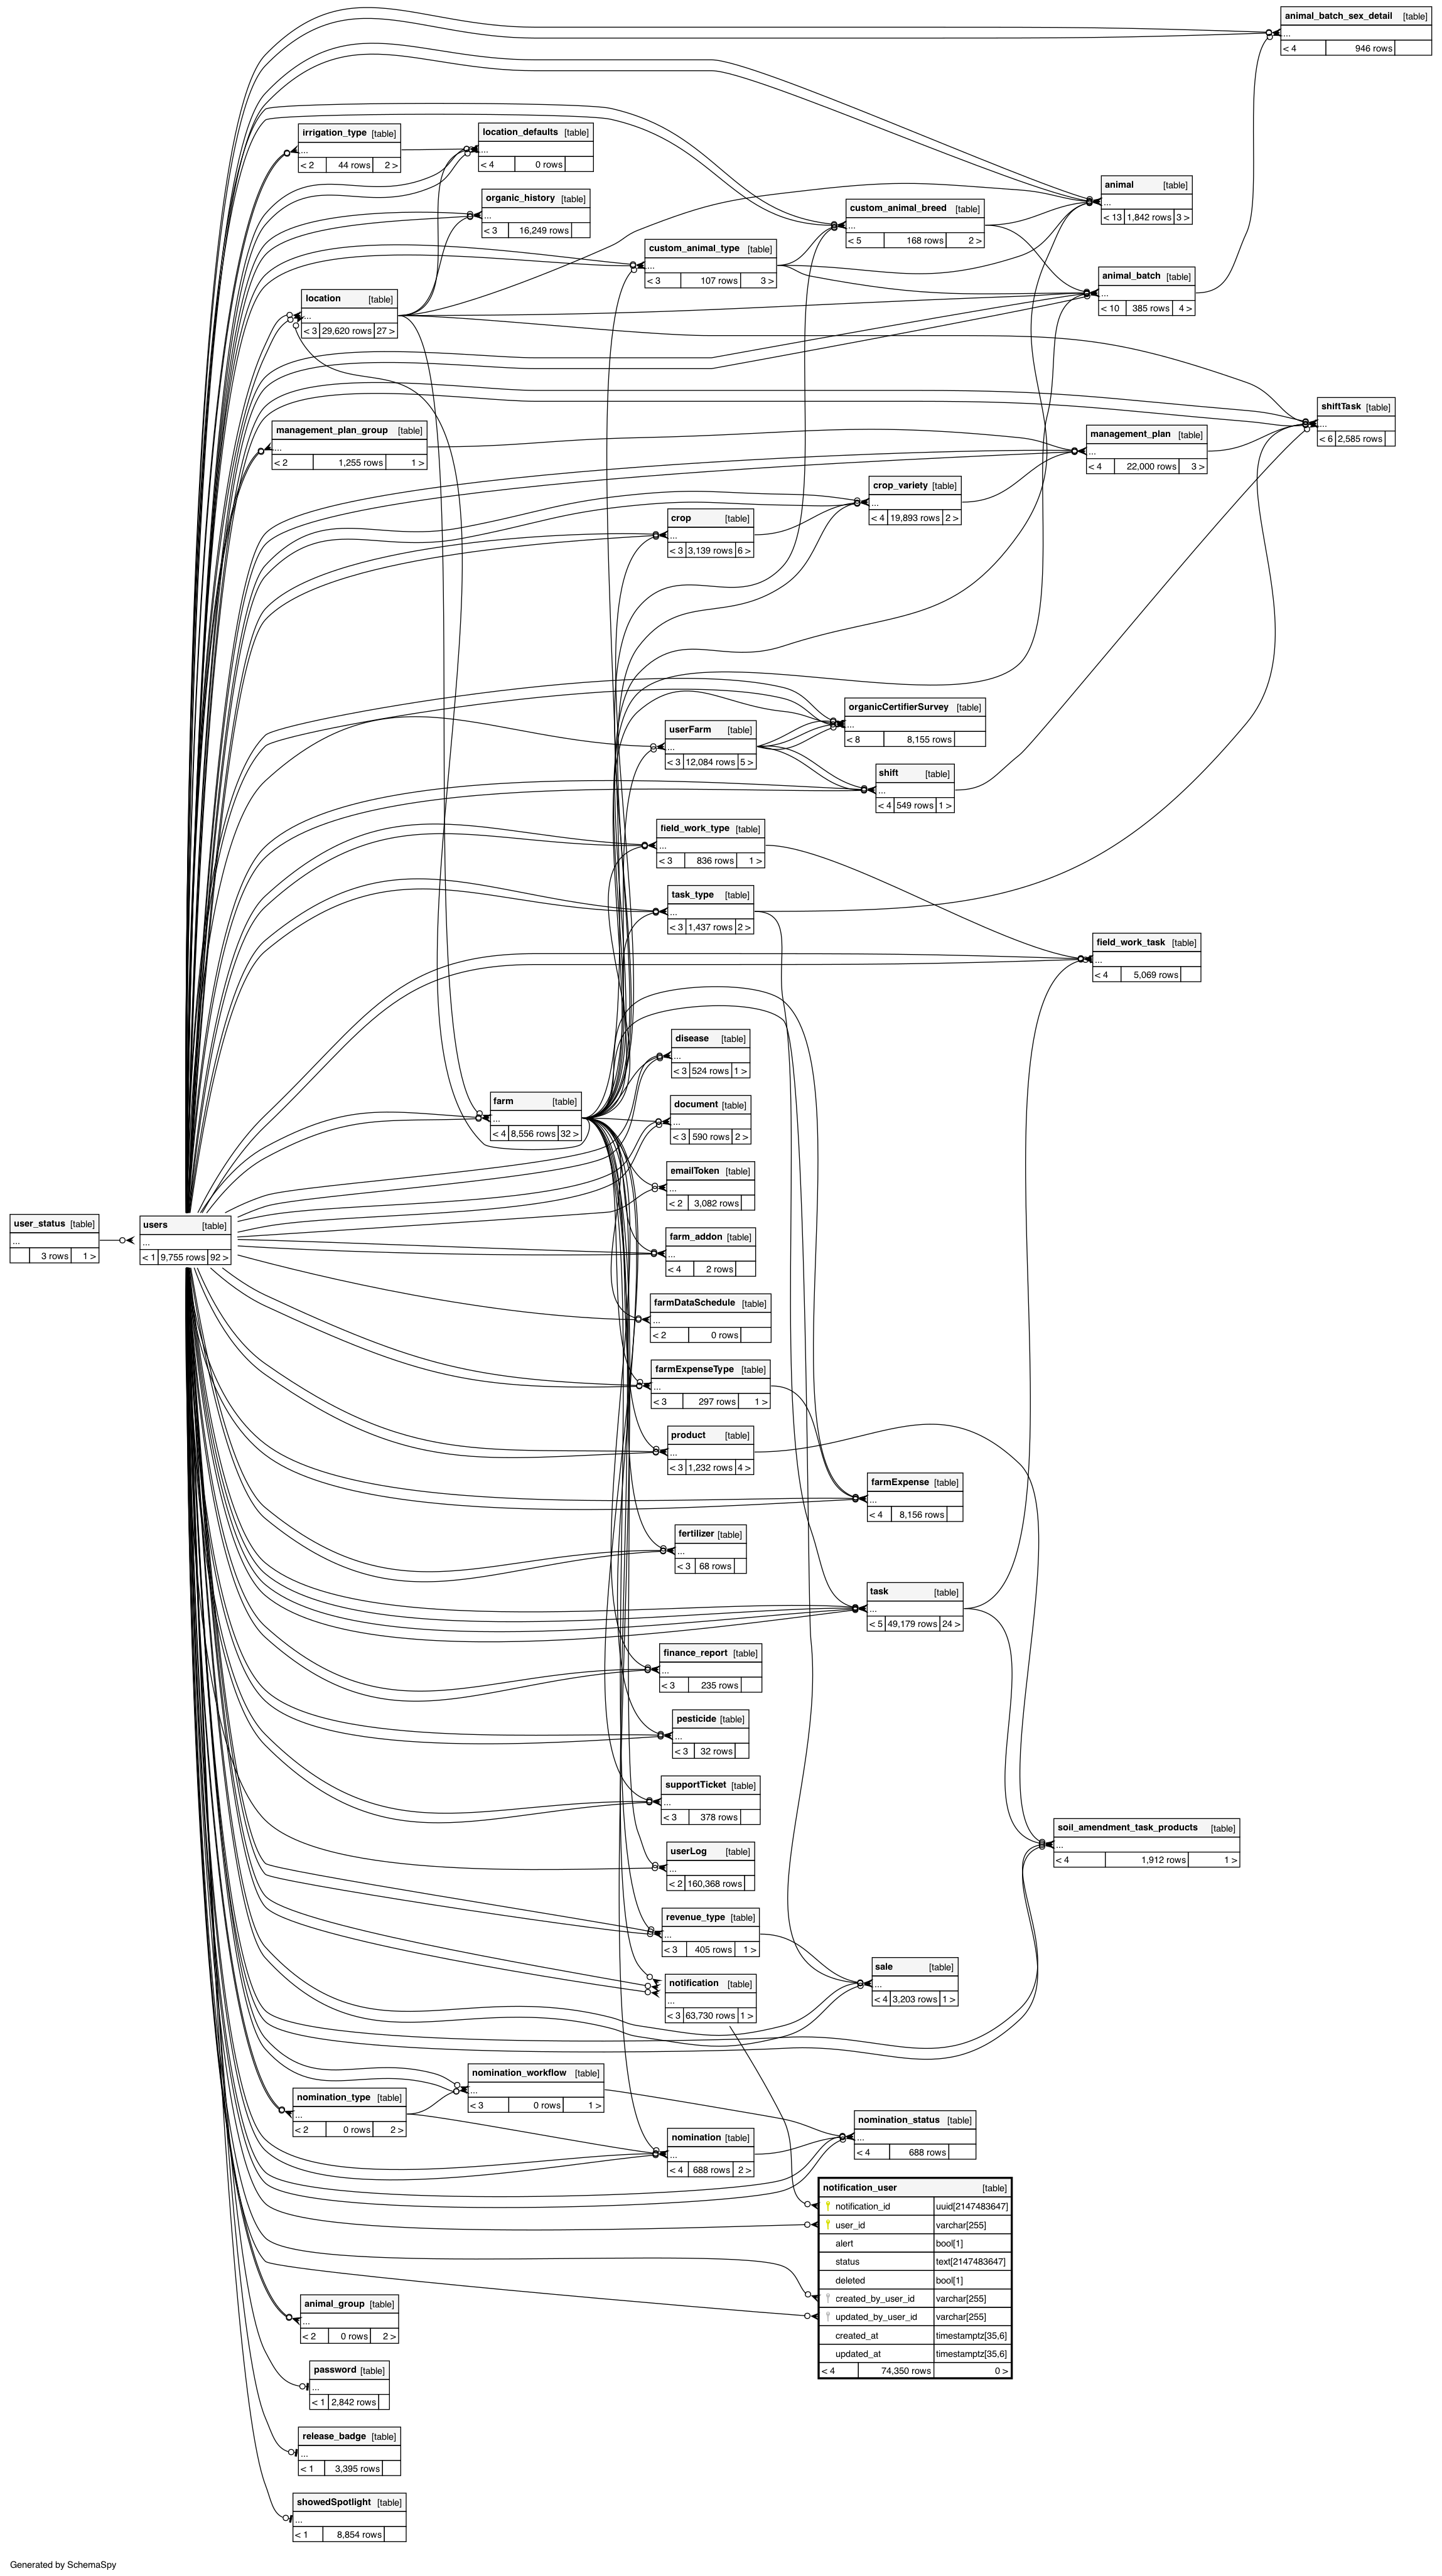 animal_batch_sex_detail [table]
...
< 4 946 rows
irrigation_type [table]
...
< 2 44 rows 2 >
location_defaults [table]
...
< 4 0 rows
animal [table]
...
< 13 1,842 rows 3 >
organic_history [table]
...
< 3 16,249 rows
custom_animal_breed [table]
...
< 5 168 rows 2 >
custom_animal_type [table]
...
< 3 107 rows 3 >
animal_batch [table]
...
< 10 385 rows 4 >
location [table]
...
< 3 29,620 rows 27 >
shiftTask [table]
...
< 6 2,585 rows
management_plan_group [table]
...
< 2 1,255 rows 1 >
management_plan [table]
...
< 4 22,000 rows 3 >
crop_variety [table]
...
< 4 19,893 rows 2 >
crop [table]
...
< 3 3,139 rows 6 >
organicCertifierSurvey [table]
...
< 8 8,155 rows
userFarm [table]
...
< 3 12,084 rows 5 >
shift [table]
...
< 4 549 rows 1 >
field_work_type [table]
...
< 3 836 rows 1 >
task_type [table]
...
< 3 1,437 rows 2 >
field_work_task [table]
...
< 4 5,069 rows
disease [table]
...
< 3 524 rows 1 >
farm [table]
...
< 4 8,556 rows 32 >
document [table]
...
< 3 590 rows 2 >
emailToken [table]
...
< 2 3,082 rows
user_status [table]
...
3 rows 1 >
users [table]
...
< 1 9,755 rows 92 >
farm_addon [table]
...
< 4 2 rows
farmDataSchedule [table]
...
< 2 0 rows
farmExpenseType [table]
...
< 3 297 rows 1 >
product [table]
...
< 3 1,232 rows 4 >
farmExpense [table]
...
< 4 8,156 rows
fertilizer [table]
...
< 3 68 rows
task [table]
...
< 5 49,179 rows 24 >
finance_report [table]
...
< 3 235 rows
pesticide [table]
...
< 3 32 rows
supportTicket [table]
...
< 3 378 rows
soil_amendment_task_products [table]
...
< 4 1,912 rows 1 >
userLog [table]
...
< 2 160,368 rows
revenue_type [table]
...
< 3 405 rows 1 >
sale [table]
...
< 4 3,203 rows 1 >
notification [table]
...
< 3 63,730 rows 1 >
nomination_workflow [table]
...
< 3 0 rows 1 >
nomination_type [table]
...
< 2 0 rows 2 >
nomination_status [table]
...
< 4 688 rows
nomination [table]
...
< 4 688 rows 2 >
notification_user [table]
notification_id uuid[2147483647]
user_id varchar[255]
alert bool[1]
status text[2147483647]
deleted bool[1]
created_by_user_id varchar[255]
updated_by_user_id varchar[255]
created_at timestamptz[35,6]
updated_at timestamptz[35,6]
< 4 74,350 rows 0 >
animal_group [table]
...
< 2 0 rows 2 >
password [table]
...
< 1 2,842 rows
release_badge [table]
...
< 1 3,395 rows
showedSpotlight [table]
...
< 1 8,854 rows
Generated by SchemaSpy